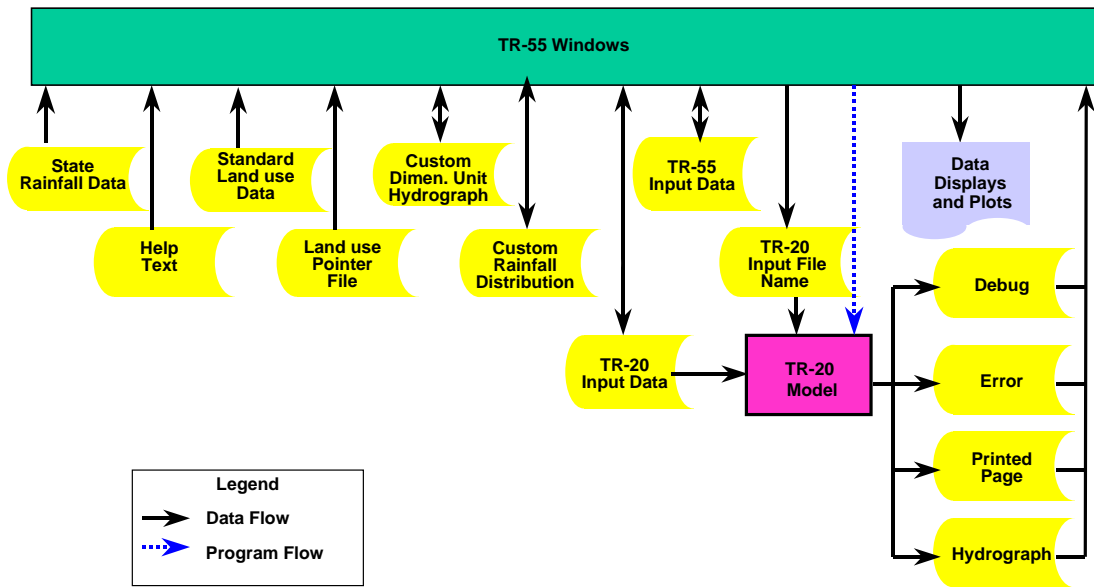 TR-55 Windows
State
Rainfall Data
Standard
Land use
Data
Custom
Dimen. Unit
Hydrograph
TR-55
Input Data
Data
Displays
and Plots
Help
Text
Land use
Pointer
File
Custom
Rainfall
Distribution
TR-20
Input File
Name
Debug
TR-20
Input Data
TR-20
Model
Error
Printed
Page
Hydrograph
Legend
Data Flow
Program Flow